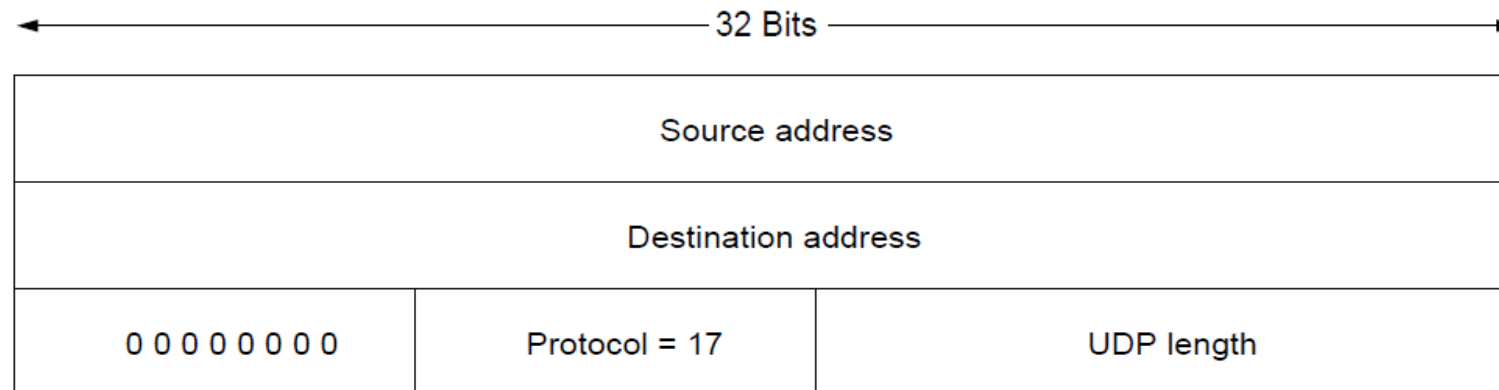 32 Bits
Source address
Destination address
0 0 0 0 0 0 0 0 Protocol = 17 UDP length